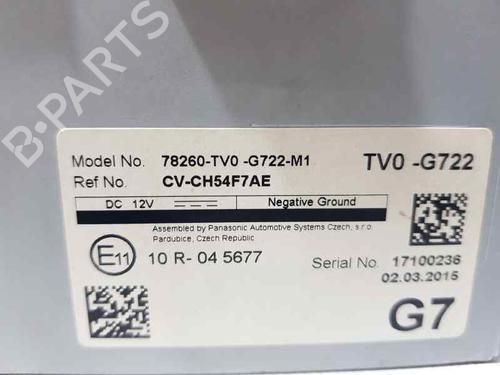 B-PARTS
Model No. 78260-TV0 -G722-M1 TV0 -G722
Ref No. CV-CH54F7AE
DC 12V Negative Ground
Assembled by Panasonic Automotive Systems Czech, s.r.o.
Pardubice, Czech Republic
E11 10 R- 04 5677
Serial No. 17100236
02.03.2015
G7